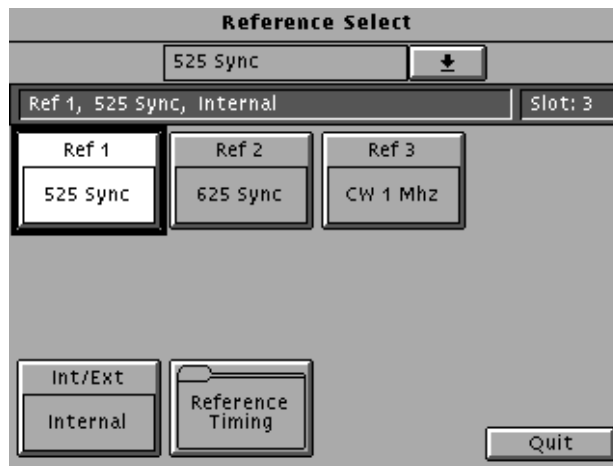 Reference Select
525 Sync
Ref 1, 525 Sync, Internal
Slot: 3
Ref 1
525 Sync
Ref 2
625 Sync
Ref 3
CW 1 Mhz
Int/Ext
Internal
Reference
Timing
Quit